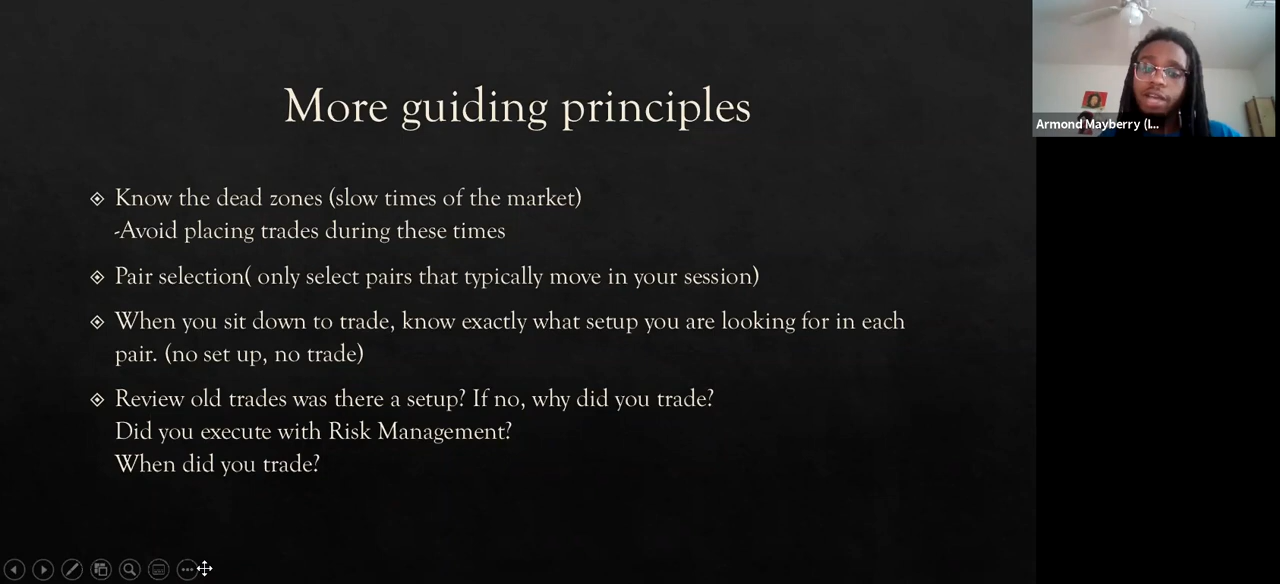 More guiding principles
Know the dead zones (slow times of the market)
-Avoid placing trades during these times
Pair selection( only select pairs that typically move in your session)
When you sit down to trade, know exactly what setup you are looking for in each
pair. (no set up, no trade)
Review old trades was there a setup? If no, why did you trade?
Did you execute with Risk Management?
When did you trade?
Armond Mayberry (I...